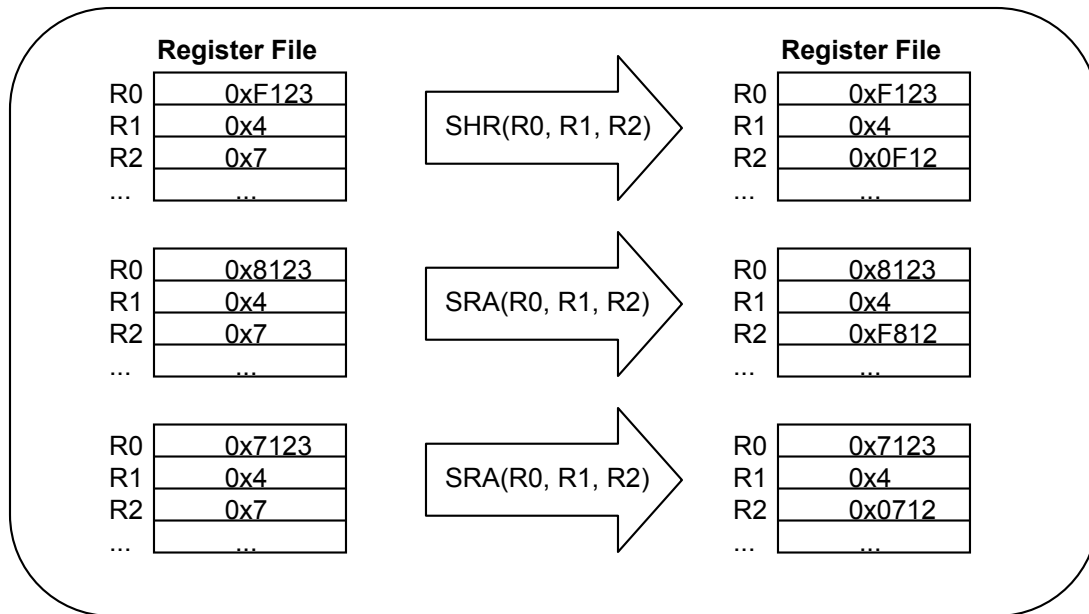 Register File Register File
R0 0xF123 R0 0xF123
R1 0x4 SHR(R0, R1, R2) R1 0x4
R2 0x7 R2 0x0F12
... ... ... ...
R0 0x8123 R0 0x8123
R1 0x4 SRA(R0, R1, R2) R1 0x4
R2 0x7 R2 0xF812
... ... ... ...
R0 0x7123 R0 0x7123
R1 0x4 SRA(R0, R1, R2) R1 0x4
R2 0x7 R2 0x0712
... ... ... ...